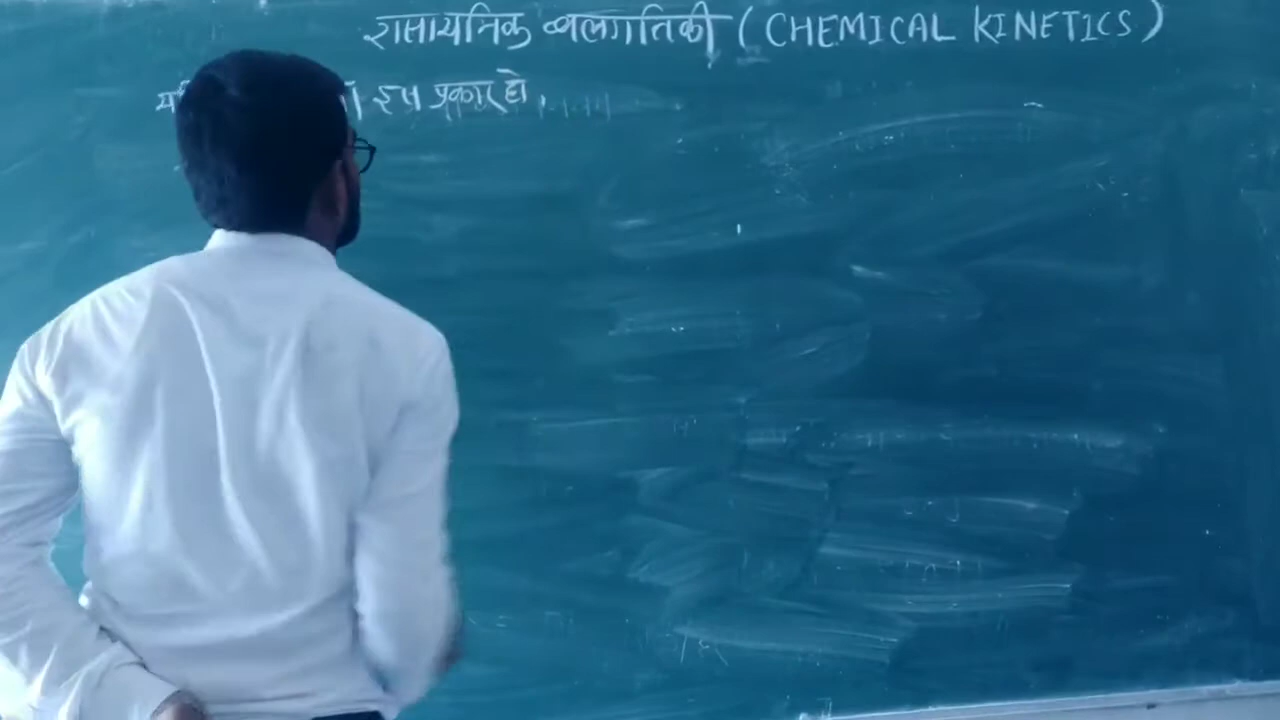 रासायनिक बलगतिकी (CHEMICAL KINETICS)
इस प्रकार हो,